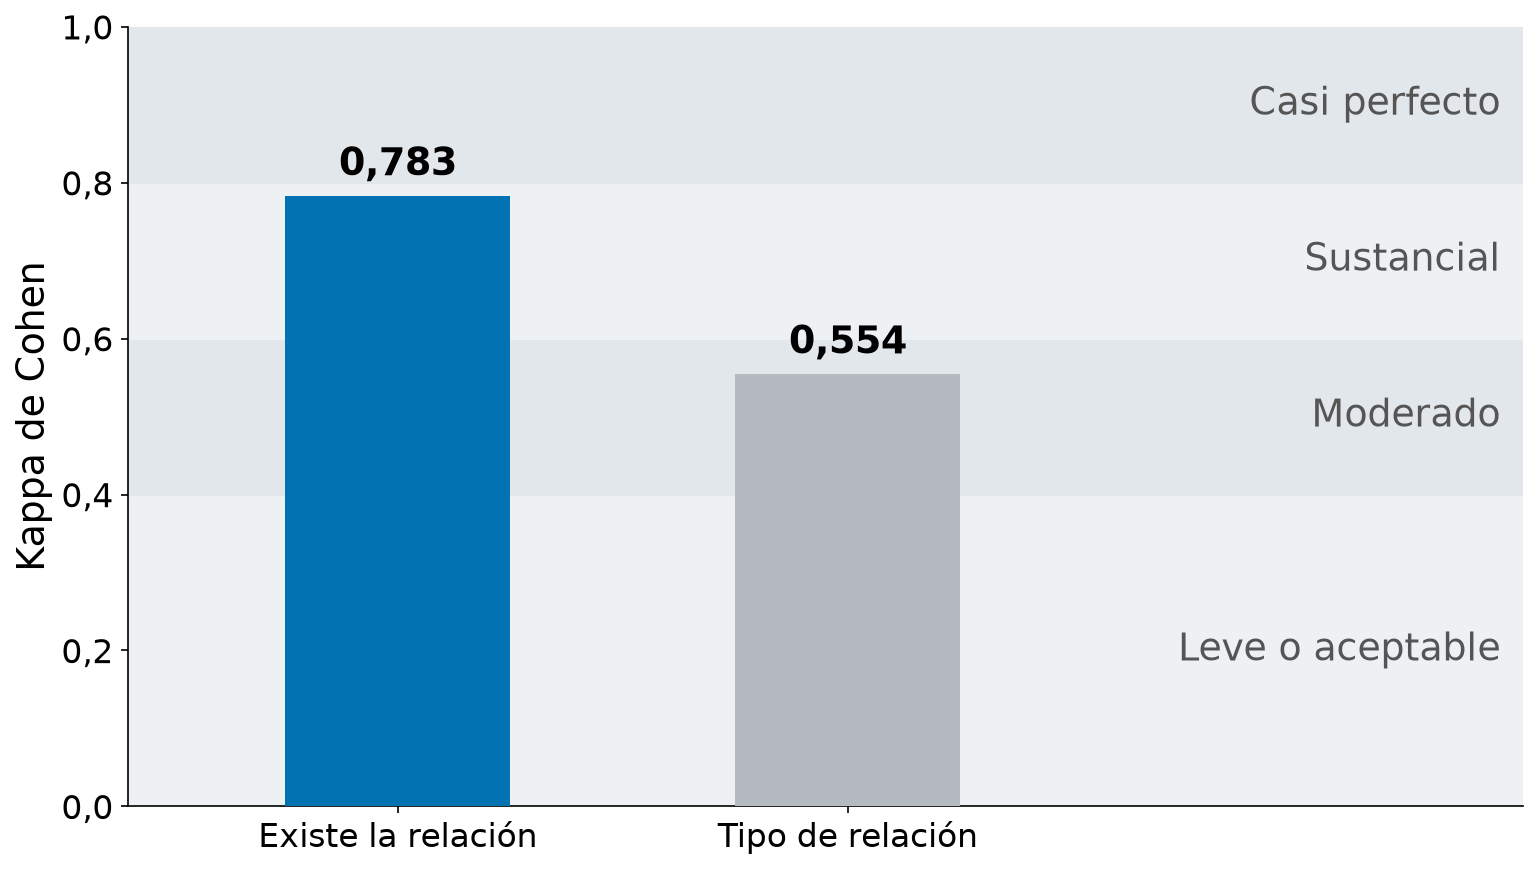 Kappa de Cohen
1,0
0,8
0,6
0,4
0,2
0,0
Casi perfecto
Sustancial
Moderado
Leve o aceptable
0,783
0,554
Existe la relación
Tipo de relación